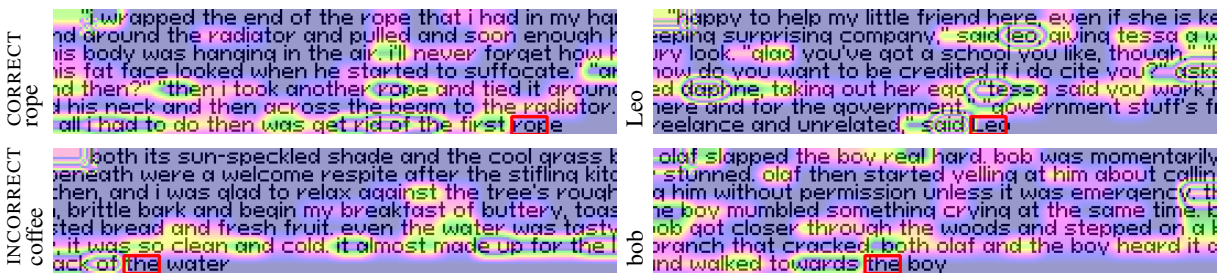 CORRECT
rope
"i wrapped the end of the rope that i had in my har
nd around the radiator and pulled and soon enough h
his body was hanging in the air. i'll never forget how h
his fat face looked when he started to suffocate. "an
d then?" "then i took another rope and tied it around
d his neck and then across the beam to the radiator.
all i had to do then was get rid of the first rope
Leo
"happy to help my little friend here, even if she is ke
eping surprising company," said leo, giving tessa a w
ury look. "glad you've got a school you like, though." "h
how do you want to be credited if i do cite you?" aske
ed daphne, taking out her ego. "tessa said you work h
here and for the government." "government stuff's fr
reelance and unrelated," said Leo
INCORRECT
coffee
both its sun-speckled shade and the cool grass b
beneath were a welcome respite after the stifling kitc
chen, and i was glad to relax against the tree's rough
, brittle bark and begin my breakfast of buttery, toas
sted bread and fresh fruit. even the water was tasty
, it was so clean and cold. it almost made up for the l
ack of the water
bob
olaf slapped the boy real hard. bob was momentarily
stunned. olaf then started yelling at him about callin
g him without permission unless it was emergency. th
he boy mumbled something crying at the same time. b
bob got closer through the woods and stepped on a b
branch that cracked. both olaf and the boy heard it a
and walked towards the boy